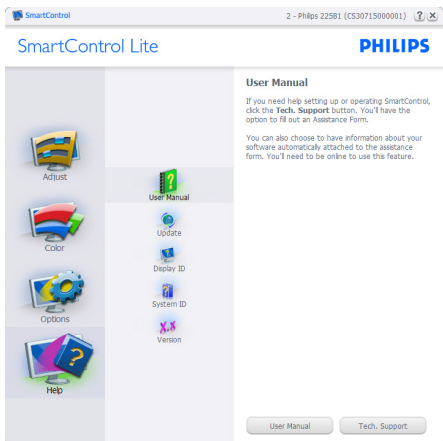 SmartControl
2 - Philips 225B1 (CS30715000001)
? ×
SmartControl Lite
PHILIPS
Adjust
Color
Options
Help
User Manual
Update
Display ID
System ID
X.X
Version
User Manual
If you need help setting up or operating SmartControl,
click the Tech. Support button. You'll have the
option to fill out an Assistance Form.
You can also choose to have information about your
software automatically attached to the assistance
form. You'll need to be online to use this feature.
User Manual
Tech. Support